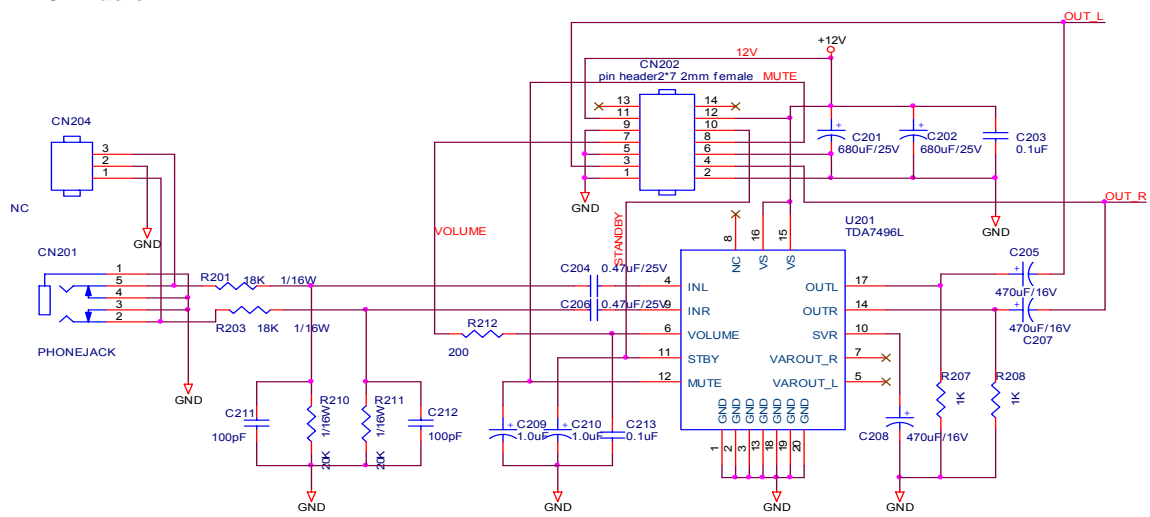 OUT_L
+12V
12V
CN202
pin header2*7 2mm female
MUTE
13
14
11
12
9
10
7
8
5
6
3
4
1
2
C201
680uF/25V
C202
680uF/25V
C203
0.1uF
GND
GND
CN204
3
2
1
NC
GND
OUT_R
VOLUME
STANDBY
U201
TDA7496L
CN201
1
5
4
3
2
PHONEJACK
GND
R201
18K
1/16W
R203
18K
1/16W
C204
0.47uF/25V
C206
0.47uF/25V
R212
200
8
NC
16
VS
15
VS
4
INL
9
INR
6
VOLUME
11
STBY
12
MUTE
OUTL
17
OUTR
14
SVR
10
VAROUT_R
7
VAROUT_L
5
GND
GND
GND
GND
GND
GND
GND
1
2
3
13
18
19
20
GND
C205
470uF/16V
470uF/16V
C207
R207
1K
R208
1K
C208
470uF/16V
GND
C211
100pF
R210
1/16W
20K
R211
1/16W
20K
C212
100pF
GND
C209
1.0uF
C210
1.0uF
C213
0.1uF
GND